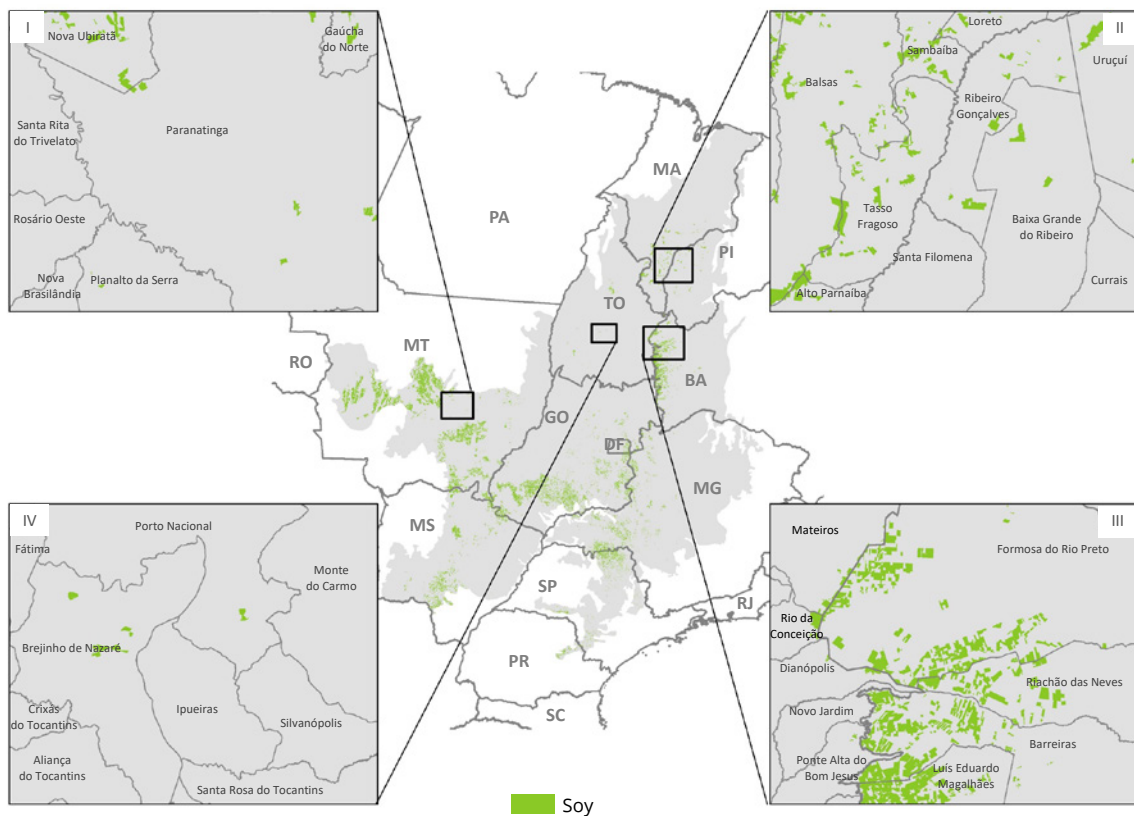 I
Nova Ubiratã
Gaúcha
do Norte
Santa Rita
do Trivelato
Paranatinga
Rosário Oeste
Nova
Brasilândia
Planalto da Serra
II
Loreto
Sambaíba
Uruçuí
Balsas
Ribeiro
Gonçalves
Tasso
Fragoso
Baixa Grande
do Ribeiro
Santa Filomena
Alto Parnaíba
Currais
MA
PA
PI
TO
MT
RO
BA
GO
DF
MG
MS
SP
RJ
PR
SC
IV
Porto Nacional
Fátima
Monte
do Carmo
Brejinho de Nazaré
Ipueiras
Crixas
do Tocantins
Silvanópolis
Aliança
do Tocantins
Santa Rosa do Tocantins
III
Mateiros
Formosa do Rio Preto
Rio da
Conceição
Dianópolis
Riachão das Neves
Novo Jardim
Barreiras
Ponte Alta do
Bom Jesus
Luís Eduardo
Magalhães
Soy